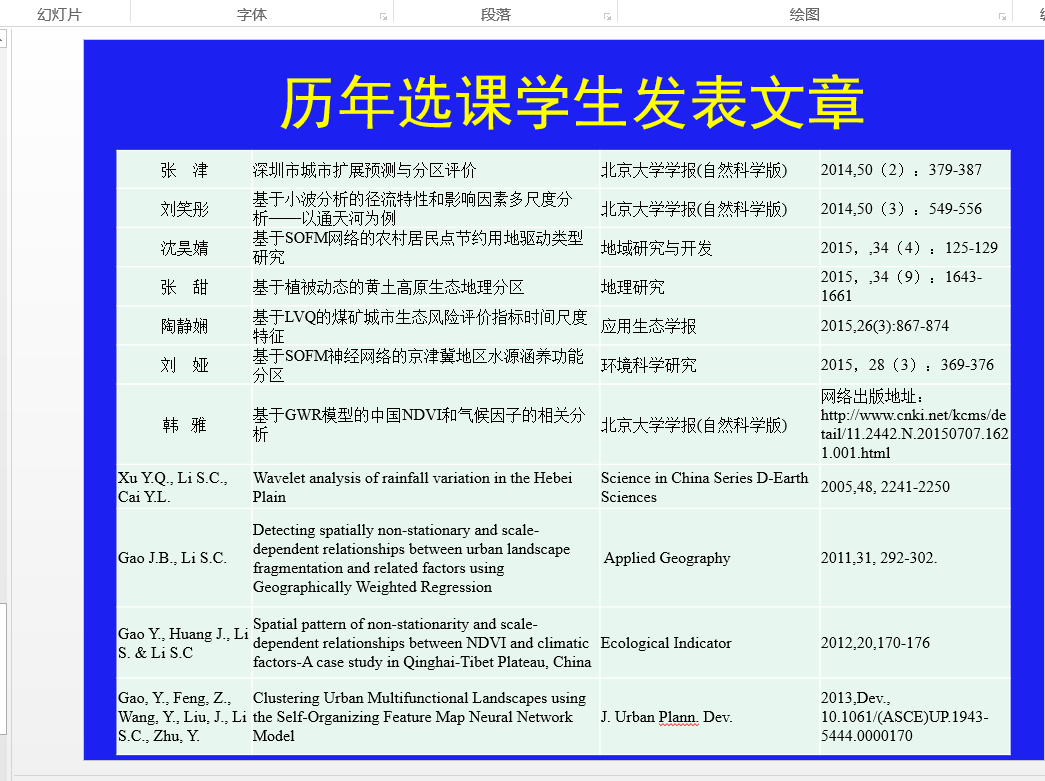 幻灯片 字体 段落 绘图
历年选课学生发表文章
张 津 深圳市城市扩展预测与分区评价 北京大学学报(自然科学版) 2014,50（2）：379-387
刘笑彤 基于小波分析的径流特性和影响因素多尺度分
析——以通天河为例 北京大学学报(自然科学版) 2014,50（3）：549-556
沈昊婧 基于SOFM网络的农村居民点节约用地驱动类型
研究 地域研究与开发 2015，,34（4）：125-129
张 甜 基于植被动态的黄土高原生态地理分区 地理研究 2015，,34（9）：1643-
1661
陶静娴 基于LVQ的煤矿城市生态风险评价指标时间尺度
特征 应用生态学报 2015,26(3):867-874
刘 娅 基于SOFM神经网络的京津冀地区水源涵养功能
分区 环境科学研究 2015，28（3）：369-376
韩 雅 基于GWR模型的中国NDVI和气候因子的相关分
析 北京大学学报(自然科学版) 网络出版地址：
http://www.cnki.net/kcms/de
tail/11.2442.N.20150707.162
1.001.html
Xu Y.Q., Li S.C.,
Cai Y.L. Wavelet analysis of rainfall variation in the Hebei
Plain Science in China Series D-Earth
Sciences 2005,48, 2241-2250
Gao J.B., Li S.C. Detecting spatially non-stationary and scale-
dependent relationships between urban landscape
fragmentation and related factors using
Geographically Weighted Regression Applied Geography 2011,31, 292-302.
Gao Y., Huang J., Li
S. & Li S.C Spatial pattern of non-stationarity and scale-
dependent relationships between NDVI and climatic
factors-A case study in Qinghai-Tibet Plateau, China Ecological Indicator 2012,20,170-176
Gao, Y., Feng, Z.,
Wang, Y., Liu, J., Li
S.C., Zhu, Y. Clustering Urban Multifunctional Landscapes using
the Self-Organizing Feature Map Neural Network
Model J. Urban Plann. Dev. 2013,Dev.,
10.1061/(ASCE)UP.1943-
5444.0000170